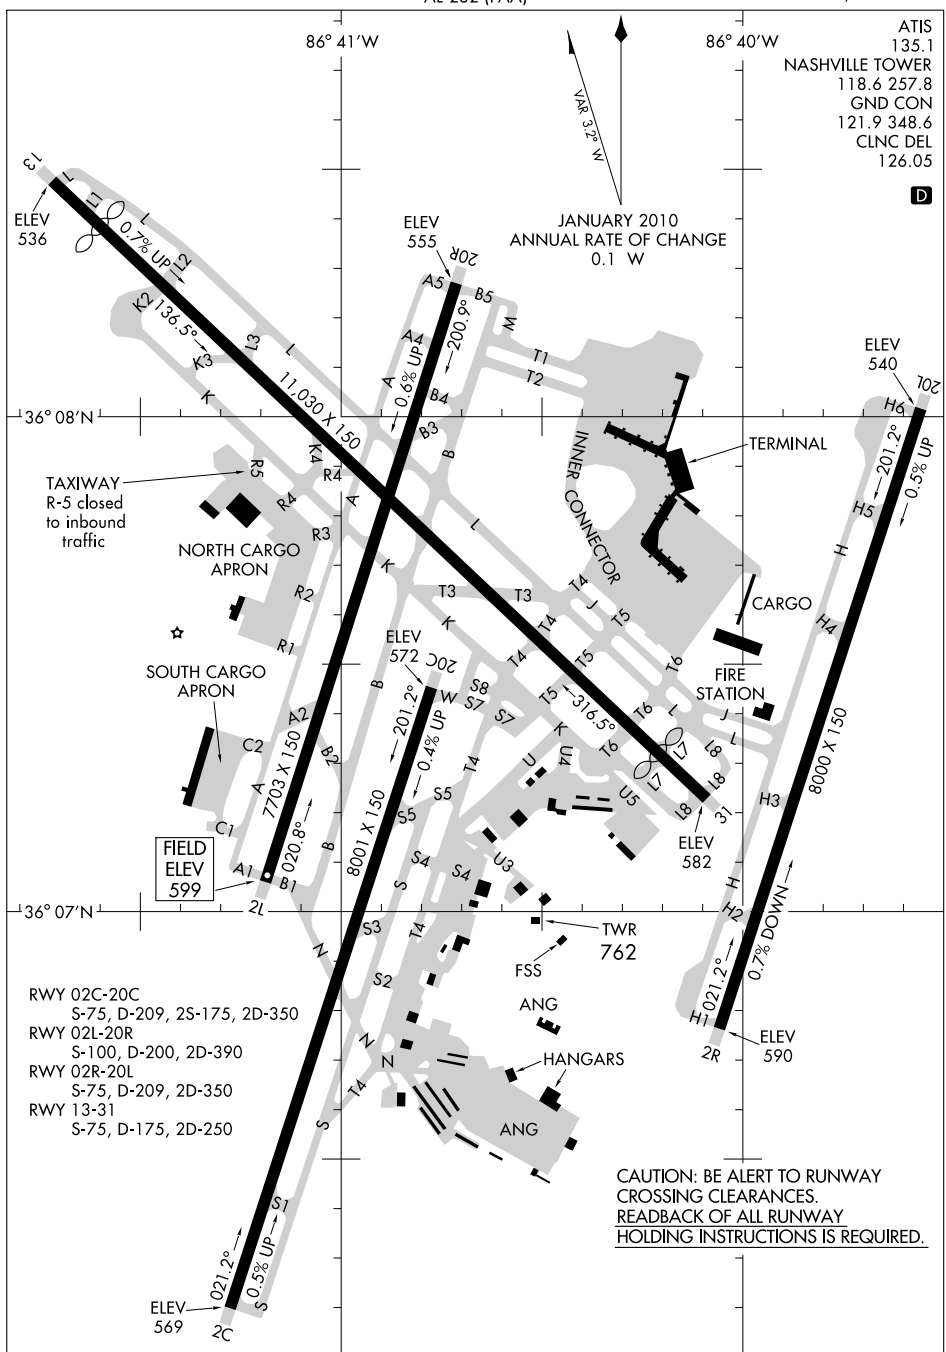 AL-282 (FAA)
86° 41'W
86° 40'W
ATIS
135.1
NASHVILLE TOWER
118.6 257.8
GND CON
121.9 348.6
CLNC DEL
126.05
D
VAR 3.2° W
JANUARY 2010
ANNUAL RATE OF CHANGE
0.1 W
13
L
L1
ELEV
536
0.7% UP
L
L2
K2
136.5°
K3
L3
L
K
11,030 X 150
ELEV
555
20R
A5
B5
200.9°
A4
A
0.6% UP
B4
B3
B
M
T1
T2
ELEV
540
20L
H6
201.2°
0.5% UP
H5
H
H4
36° 08'N
K4
R4
R5
R4
A
R3
TAXIWAY
R-5 closed
to inbound
traffic
NORTH CARGO
APRON
R2
R1
INNER CONNECTOR
TERMINAL
L
K
T3
T3
K
T4
J
T5
T4
T4
T5
T6
CARGO
FIRE
STATION
ELEV
572
20C
SOUTH CARGO
APRON
201.2°
W
S8
S7
S7
T5
316.5°
K
T6
T6
L
J
L
L8
L7
L7
L8
L8
31
ELEV
582
A2
B
B2
C2
A
7703 X 150
0.4% UP
T4
U
U4
U5
8000 X 150
H3
C1
020.8°
B
8001 X 150
S5
S5
S4
S4
U3
S
FIELD
ELEV
599
A1
B1
2L
36° 07'N
N
S3
T4
S2
TWR
762
FSS
H
H2
0.7% DOWN
021.2°
H1
2R
ELEV
590
RWY 02C-20C
S-75, D-209, 2S-175, 2D-350
RWY 02L-20R
S-100, D-200, 2D-390
RWY 02R-20L
S-75, D-209, 2D-350
RWY 13-31
S-75, D-175, 2D-250
ANG
HANGARS
N
N
T4
S
ANG
S1
CAUTION: BE ALERT TO RUNWAY
CROSSING CLEARANCES.
READBACK OF ALL RUNWAY
HOLDING INSTRUCTIONS IS REQUIRED.
021.2°
0.5% UP
S
ELEV
569
2C